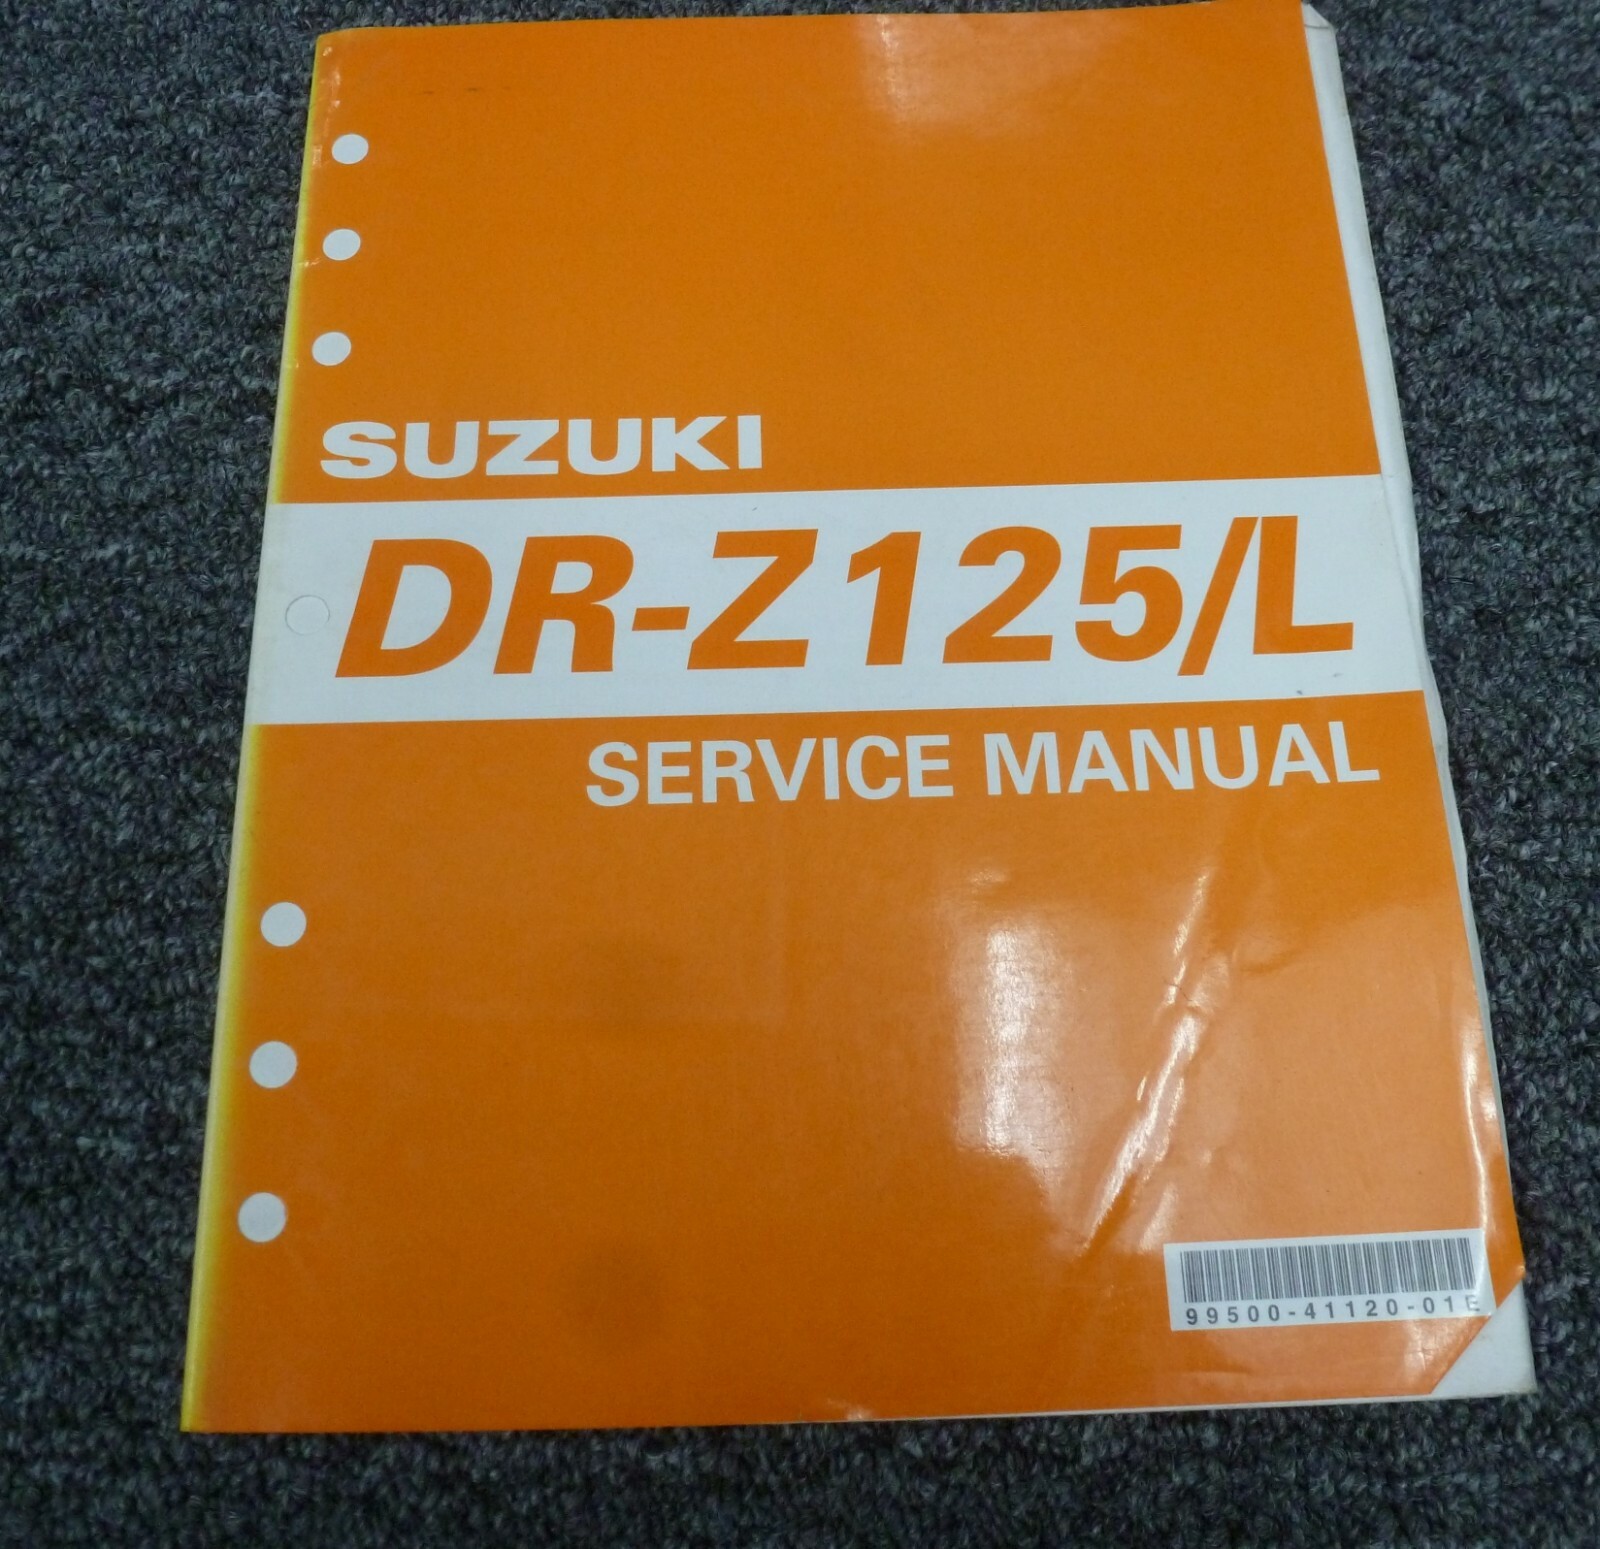 SUZUKI
DR-Z125/L
SERVICE MANUAL
99500-41120-01E